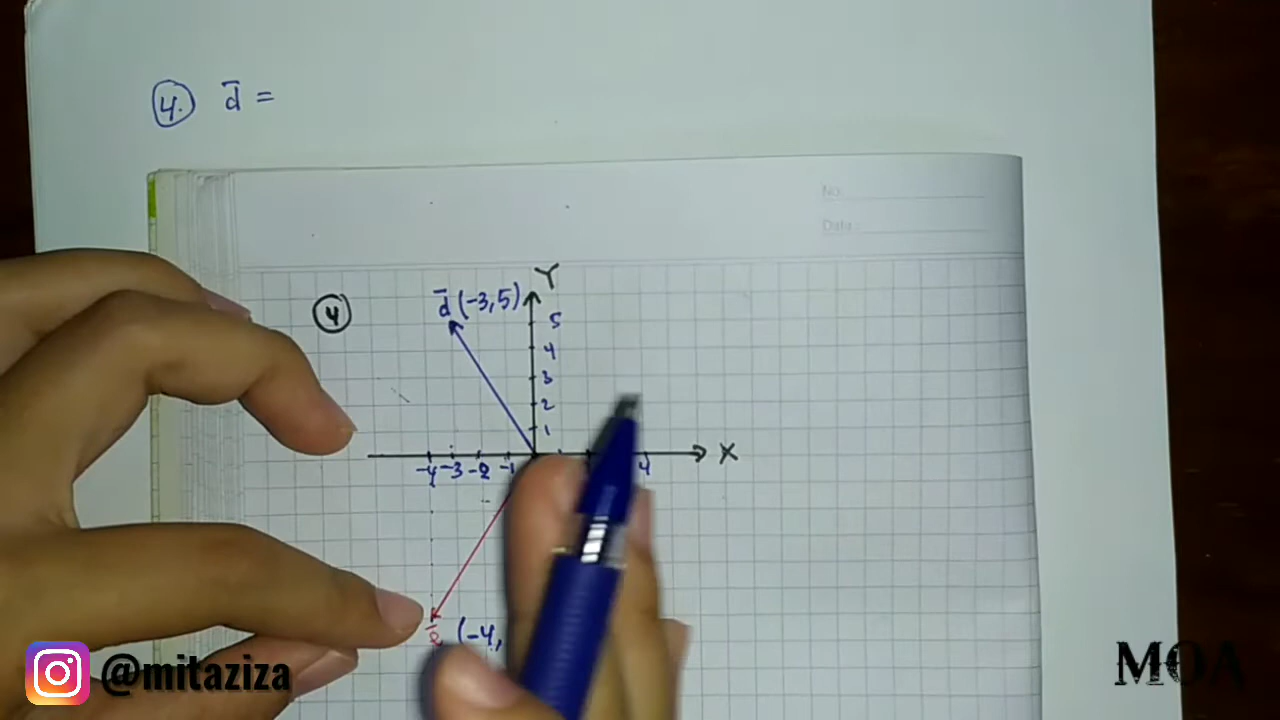 4. d̄ =
No.
Date
Y
4
d̄ (-3,5)
5
4
3
2
1
-4 -3 -2 -1 4
X
(-4,
@mitaziza
MOA